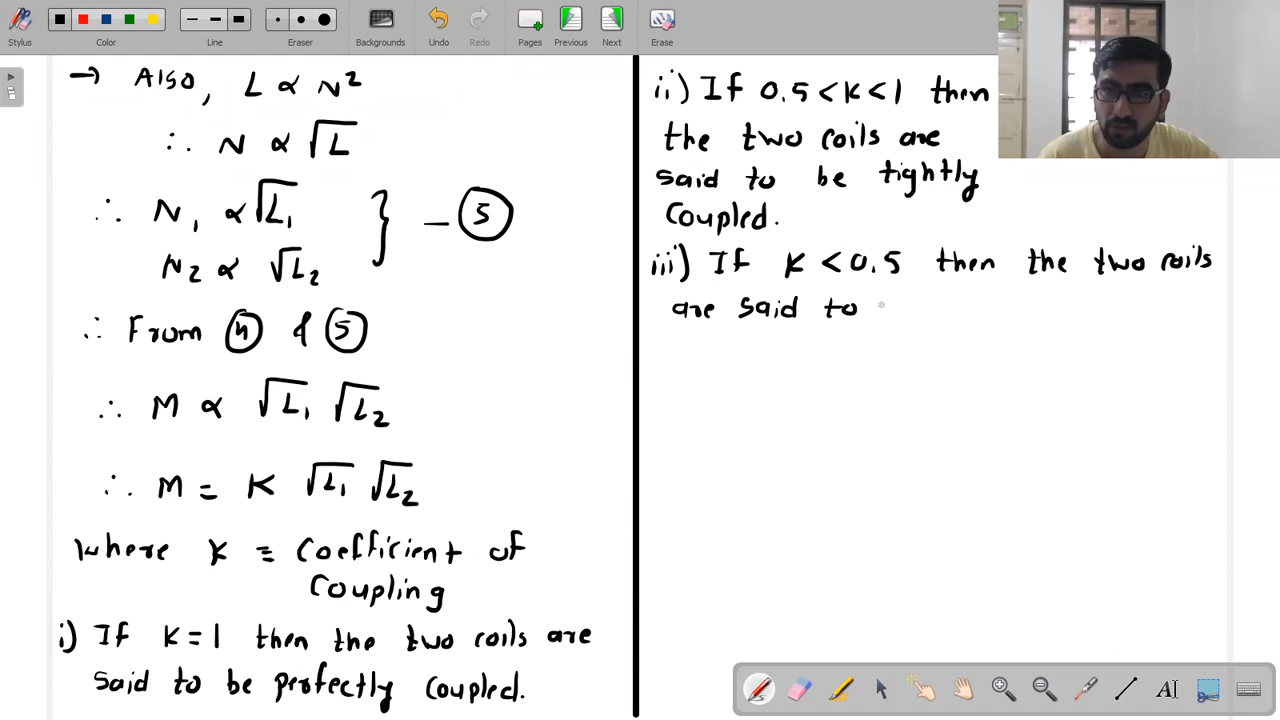 Stylus
Color
Line
Eraser
Backgrounds
Undo
Redo
Pages
Previous
Next
Erase
→ Also, L ∝ N²
∴ N ∝ √L
∴ N₁ ∝ √L₁
N₂ ∝ √L₂
} — ⑤
∴ From ④ & ⑤
∴ M ∝ √L₁ √L₂
∴ M = K √L₁ √L₂
Where K = Coefficient of
Coupling
i) If K=1 then the two coils are
said to be perfectly coupled.
ii) If 0.5 < K < 1 then
the two coils are
said to be tightly
Coupled.
iii) If K < 0.5 then the two coils
are said to